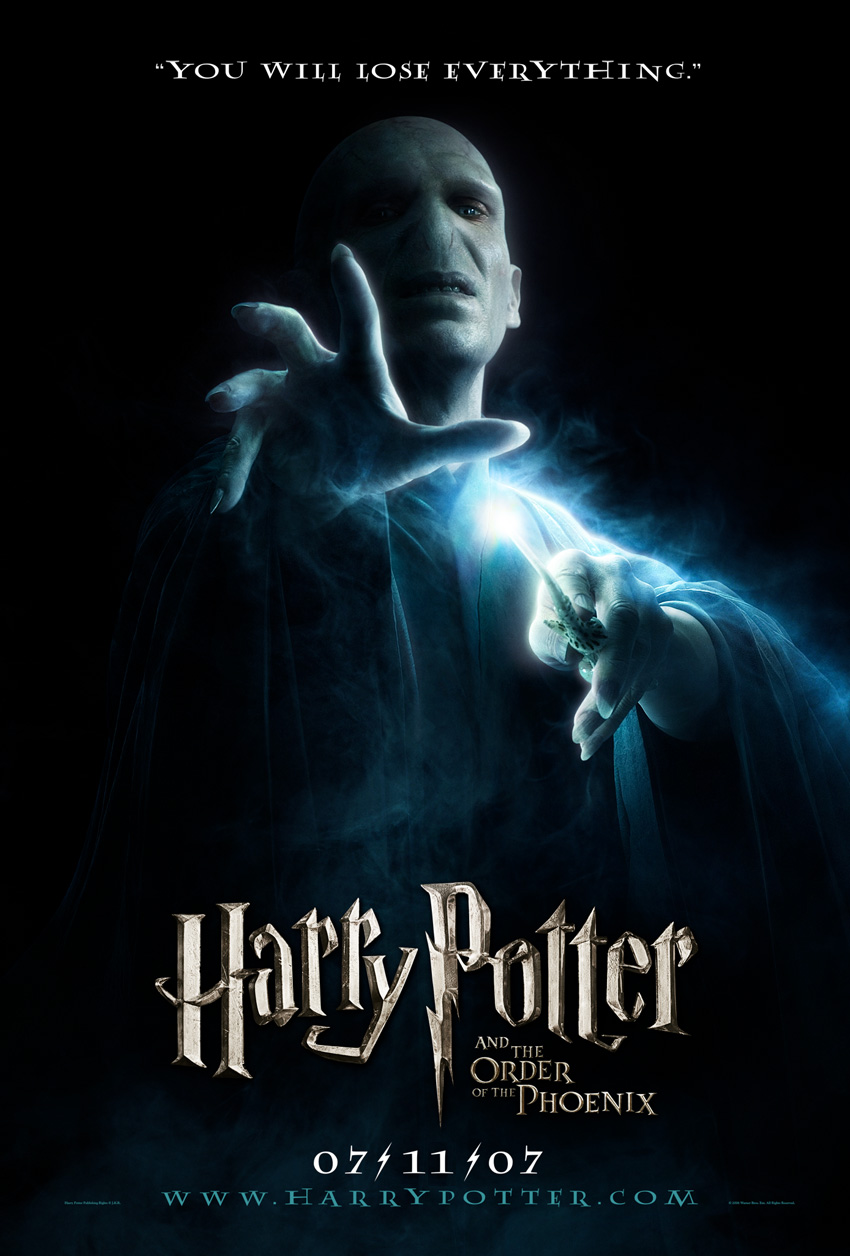 “YOU WILL LOSE EVERYTHING.”
Harry Potter
AND THE
ORDER
OF THE PHOENIX
07/11/07
WWW.HARRYPOTTER.COM